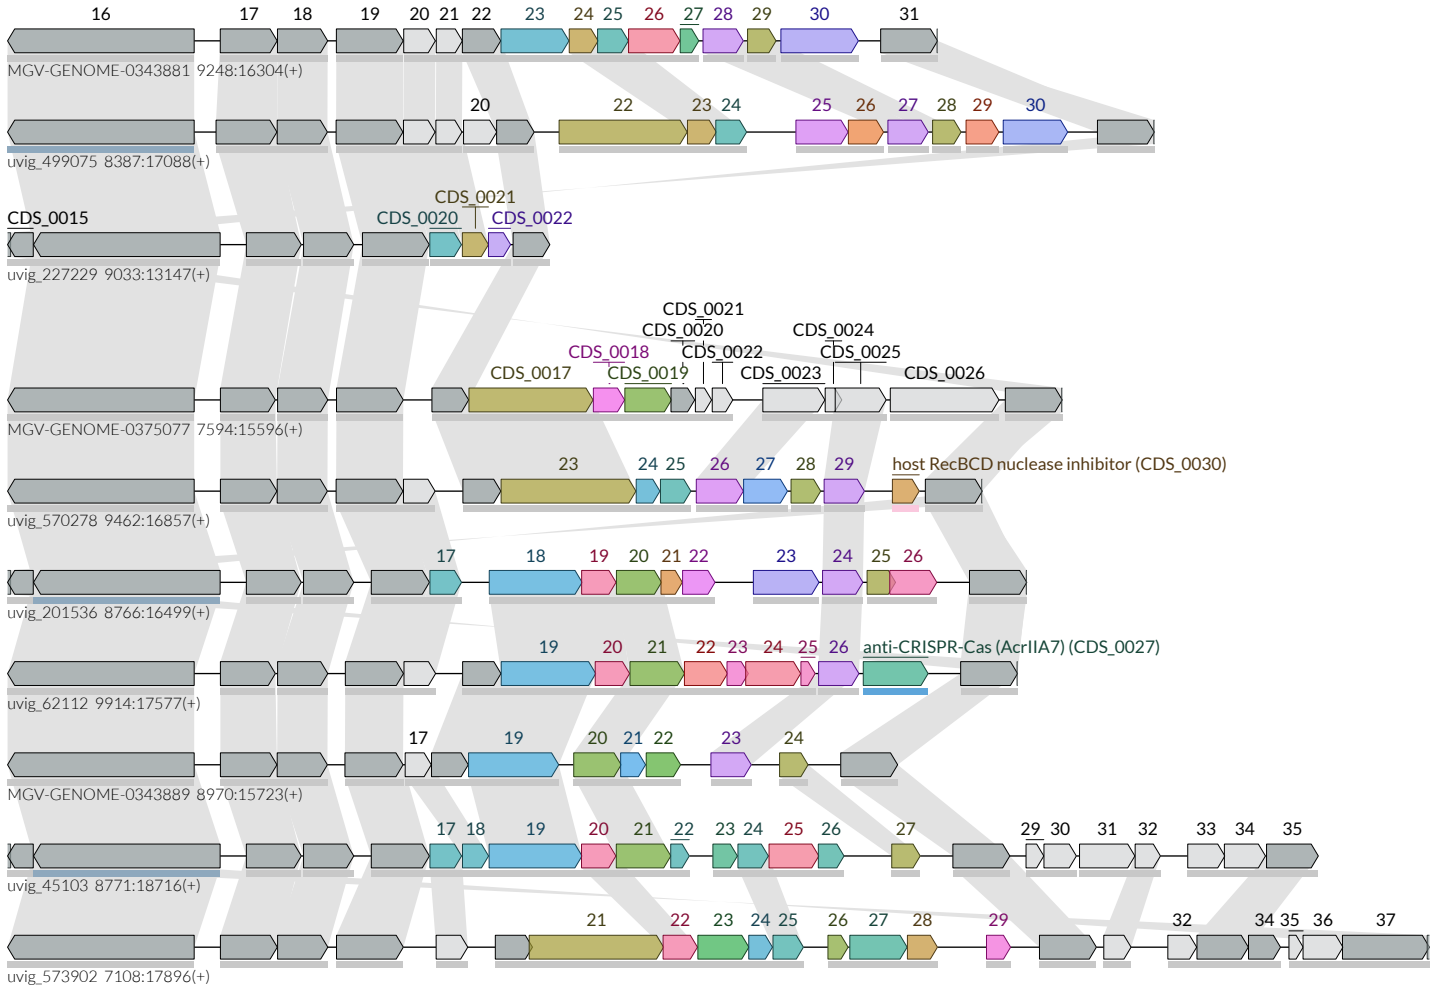 16 17 18 19 20 21 22 23 24 25 26 27 28 29 30 31
MGV-GENOME-0343881 9248:16304(+)
20 22 23 24 25 26 27 28 29 30
uvig_499075 8387:17088(+)
CDS_0021
CDS_0015 CDS_0020 CDS_0022
uvig_227229 9033:13147(+)
CDS_0021
CDS_0020 CDS_0024
CDS_0018 CDS_0022 CDS_0025
CDS_0017 CDS_0019 CDS_0023 CDS_0026
MGV-GENOME-0375077 7594:15596(+)
23 24 25 26 27 28 29 host RecBCD nuclease inhibitor (CDS_0030)
uvig_570278 9462:16857(+)
17 18 19 20 21 22 23 24 25 26
uvig_201536 8766:16499(+)
19 20 21 22 23 24 25 26 anti-CRISPR-Cas (AcrIIA7) (CDS_0027)
uvig_62112 9914:17577(+)
17 19 20 21 22 23 24
MGV-GENOME-0343889 8970:15723(+)
17 18 19 20 21 22 23 24 25 26 27 29 30 31 32 33 34 35
uvig_45103 8771:18716(+)
21 22 23 24 25 26 27 28 29 32 34 35 36 37
uvig_573902 7108:17896(+)